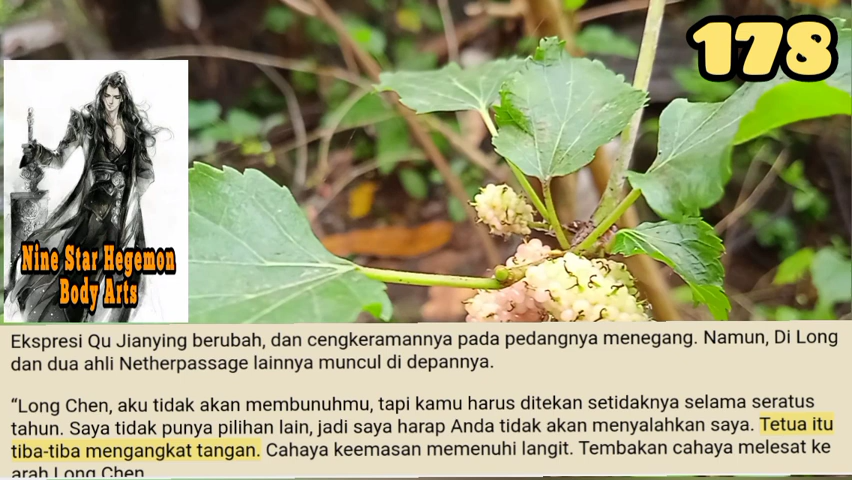 178
Nine Star Hegemon
Body Arts
Ekspresi Qu Jianying berubah, dan cengkeramannya pada pedangnya menegang. Namun, Di Long
dan dua ahli Netherpassage lainnya muncul di depannya.
“Long Chen, aku tidak akan membunuhmu, tapi kamu harus ditekan setidaknya selama seratus
tahun. Saya tidak punya pilihan lain, jadi saya harap Anda tidak akan menyalahkan saya. Tetua itu
tiba-tiba mengangkat tangan. Cahaya keemasan memenuhi langit. Tembakan cahaya melesat ke
arah Long Chen